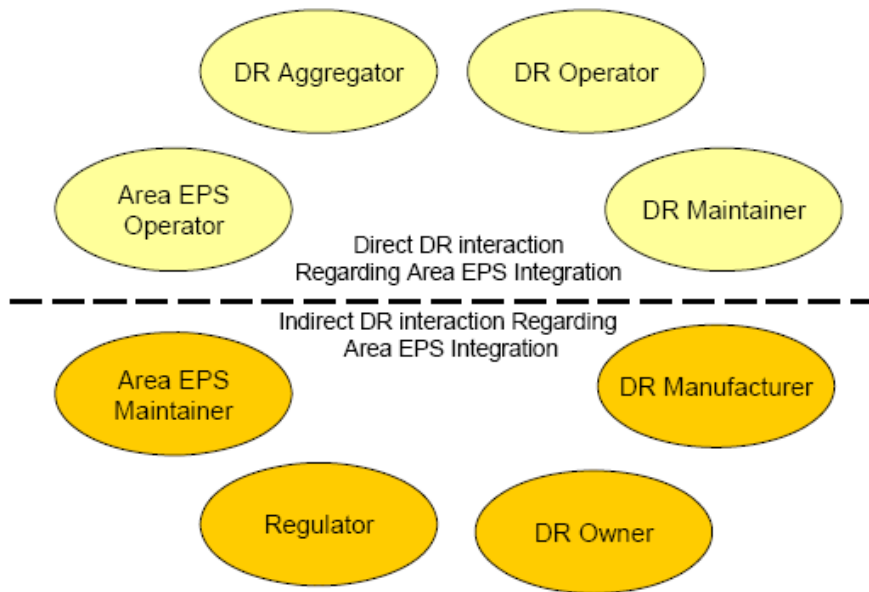 DR Aggregator
DR Operator
Area EPS
Operator
DR Maintainer
Direct DR interaction
Regarding Area EPS Integration
Indirect DR interaction Regarding
Area EPS Integration
Area EPS
Maintainer
DR Manufacturer
Regulator
DR Owner